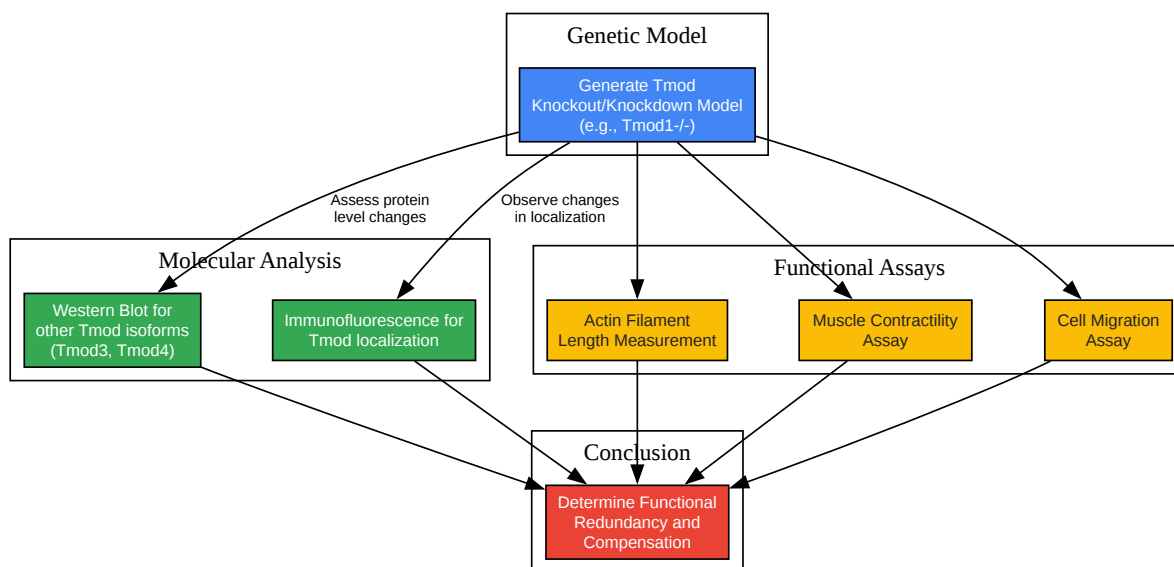 Genetic Model
Generate Tmod
Knockout/Knockdown Model
(e.g., Tmod1-/-)
Assess protein
level changes
Observe changes
in localization
Molecular Analysis
Western Blot for
other Tmod isoforms
(Tmod3, Tmod4)
Immunofluorescence for
Tmod localization
Functional Assays
Actin Filament
Length Measurement
Muscle Contractility
Assay
Cell Migration
Assay
Conclusion
Determine Functional
Redundancy and
Compensation